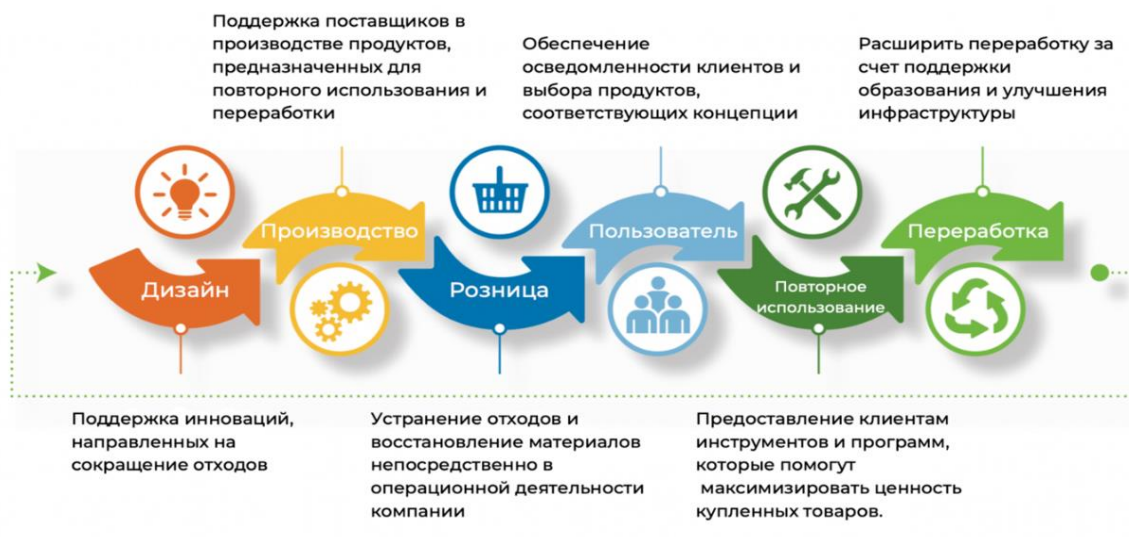 Поддержка поставщиков в
производстве продуктов,
предназначенных для
повторного использования и
переработки
Обеспечение
осведомленности клиентов и
выбора продуктов,
соответствующих концепции
Расширить переработку за
счет поддержки
образования и улучшения
инфраструктуры
Дизайн
Производство
Розница
Пользователь
Повторное
использование
Переработка
Поддержка инноваций,
направленных на
сокращение отходов
Устранение отходов и
восстановление материалов
непосредственно в
операционной деятельности
компании
Предоставление клиентам
инструментов и программ,
которые помогут
максимизировать ценность
купленных товаров.